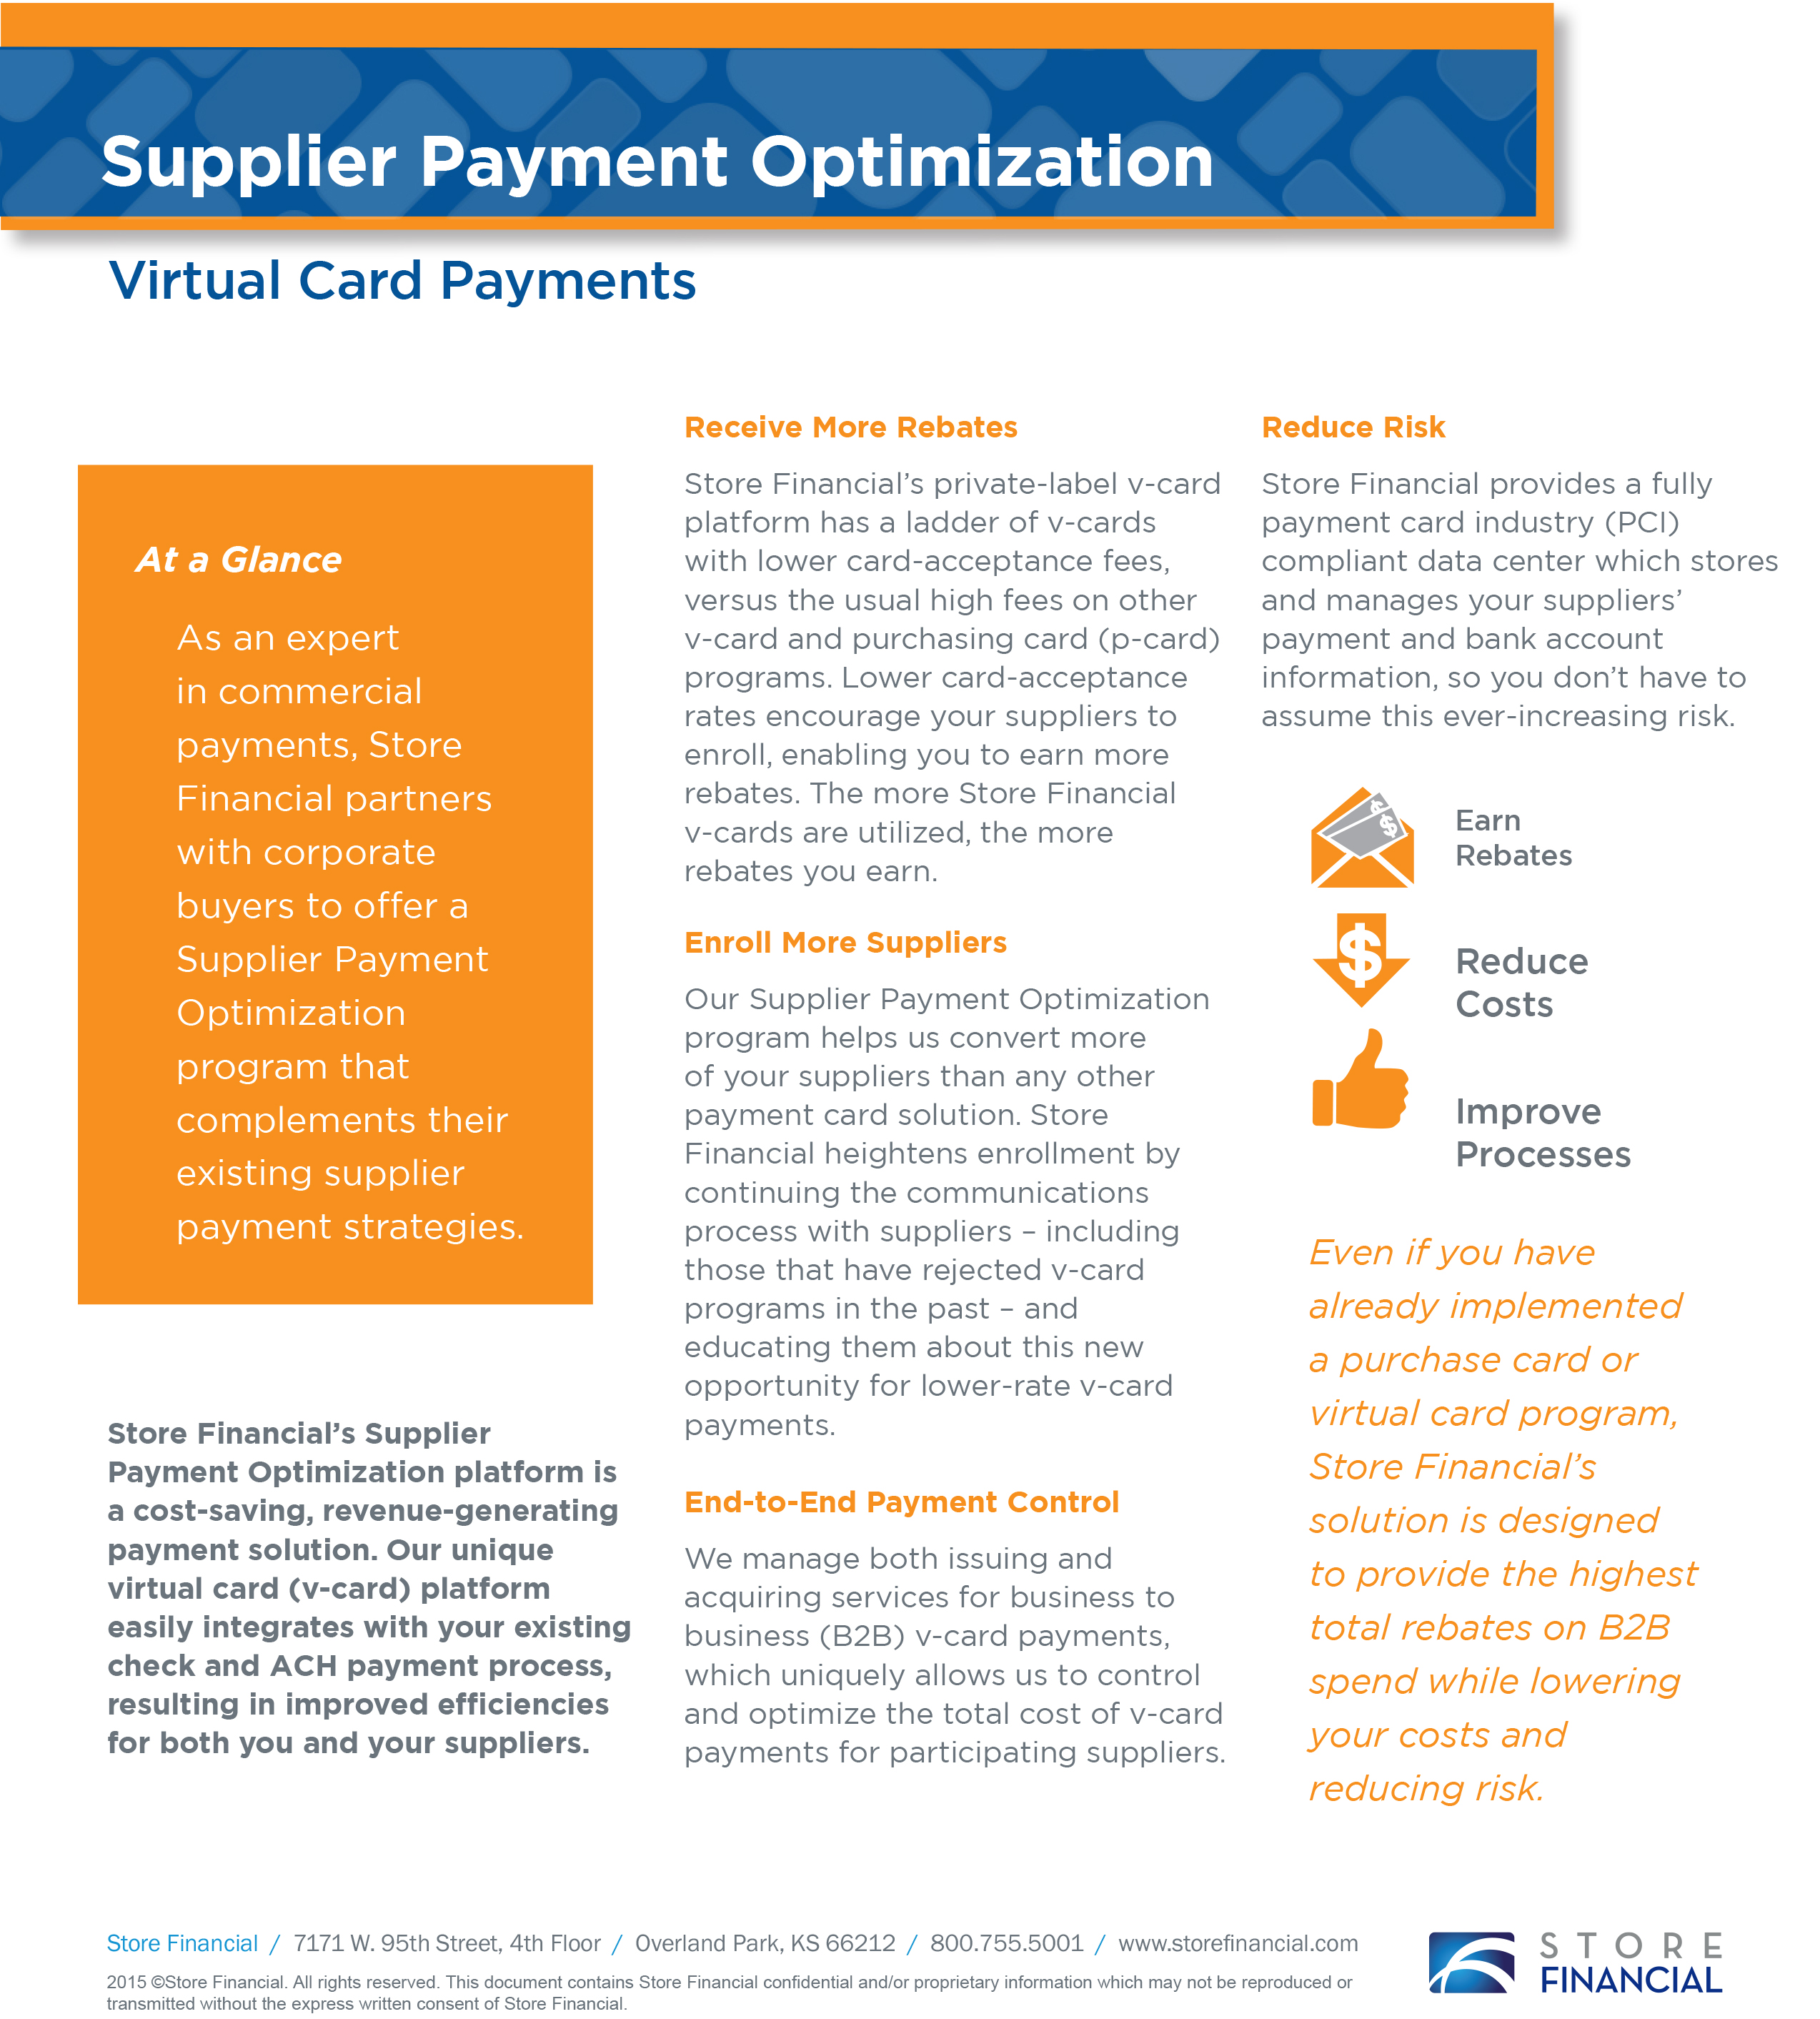 Supplier Payment Optimization
Virtual Card Payments
At a Glance
As an expert
in commercial
payments, Store
Financial partners
with corporate
buyers to offer a
Supplier Payment
Optimization
program that
complements their
existing supplier
payment strategies.
Store Financial’s Supplier
Payment Optimization platform is
a cost-saving, revenue-generating
payment solution. Our unique
virtual card (v-card) platform
easily integrates with your existing
check and ACH payment process,
resulting in improved efficiencies
for both you and your suppliers.
Receive More Rebates
Store Financial’s private-label v-card
platform has a ladder of v-cards
with lower card-acceptance fees,
versus the usual high fees on other
v-card and purchasing card (p-card)
programs. Lower card-acceptance
rates encourage your suppliers to
enroll, enabling you to earn more
rebates. The more Store Financial
v-cards are utilized, the more
rebates you earn.
Enroll More Suppliers
Our Supplier Payment Optimization
program helps us convert more
of your suppliers than any other
payment card solution. Store
Financial heightens enrollment by
continuing the communications
process with suppliers – including
those that have rejected v-card
programs in the past – and
educating them about this new
opportunity for lower-rate v-card
payments.
End-to-End Payment Control
We manage both issuing and
acquiring services for business to
business (B2B) v-card payments,
which uniquely allows us to control
and optimize the total cost of v-card
payments for participating suppliers.
Reduce Risk
Store Financial provides a fully
payment card industry (PCI)
compliant data center which stores
and manages your suppliers’
payment and bank account
information, so you don’t have to
assume this ever-increasing risk.
$ $
Earn
Rebates
$
Reduce
Costs
Improve
Processes
Even if you have
already implemented
a purchase card or
virtual card program,
Store Financial’s
solution is designed
to provide the highest
total rebates on B2B
spend while lowering
your costs and
reducing risk.
Store Financial / 7171 W. 95th Street, 4th Floor / Overland Park, KS 66212 / 800.755.5001 / www.storefinancial.com
2015 ©Store Financial. All rights reserved. This document contains Store Financial confidential and/or proprietary information which may not be reproduced or
transmitted without the express written consent of Store Financial.
STORE
FINANCIAL